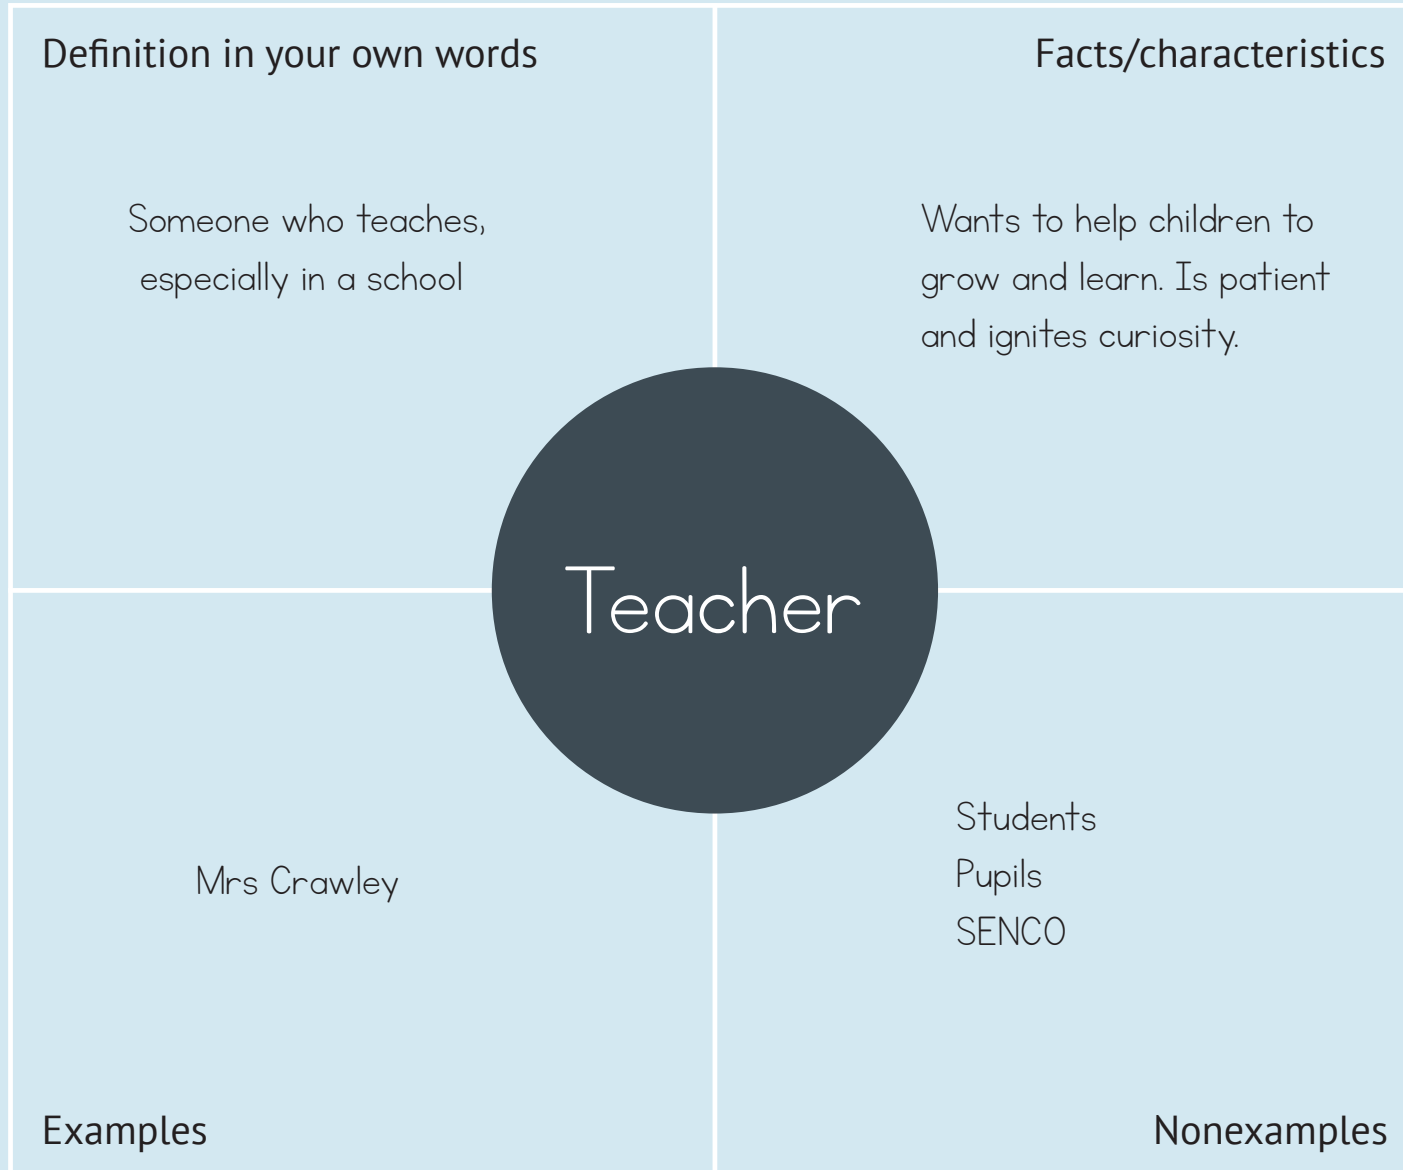 Definition in your own words
Someone who teaches,
especially in a school
Facts/characteristics
Wants to help children to
grow and learn. Is patient
and ignites curiosity.
Teacher
Mrs Crawley
Examples
Students
Pupils
SENCO
Nonexamples